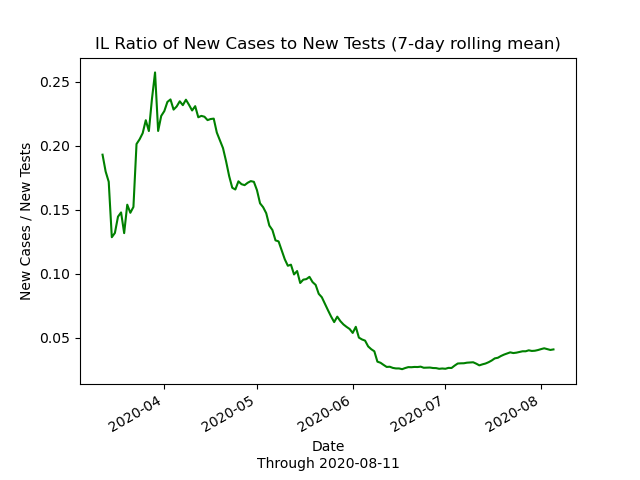 IL Ratio of New Cases to New Tests (7-day rolling mean)
0.25
0.20
0.15
0.10
0.05
New Cases / New Tests
2020-04
2020-05
2020-06
2020-07
2020-08
Date
Through 2020-08-11